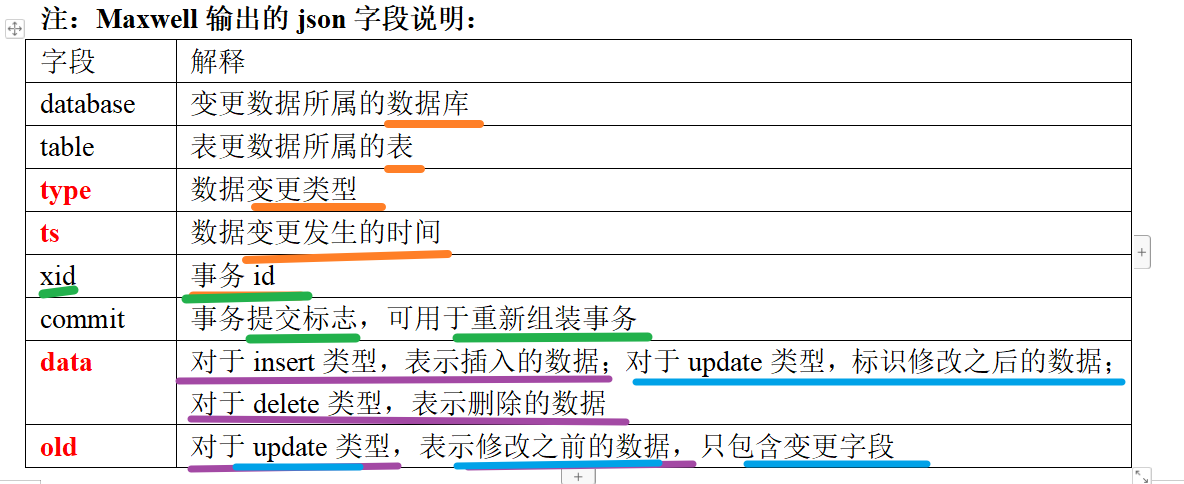 注：Maxwell 输出的 json 字段说明：
字段 解释
database 变更数据所属的数据库
table 表更数据所属的表
type 数据变更类型
ts 数据变更发生的时间
xid 事务 id
commit 事务提交标志，可用于重新组装事务
data 对于 insert 类型，表示插入的数据；对于 update 类型，标识修改之后的数据；
对于 delete 类型，表示删除的数据
old 对于 update 类型，表示修改之前的数据，只包含变更字段